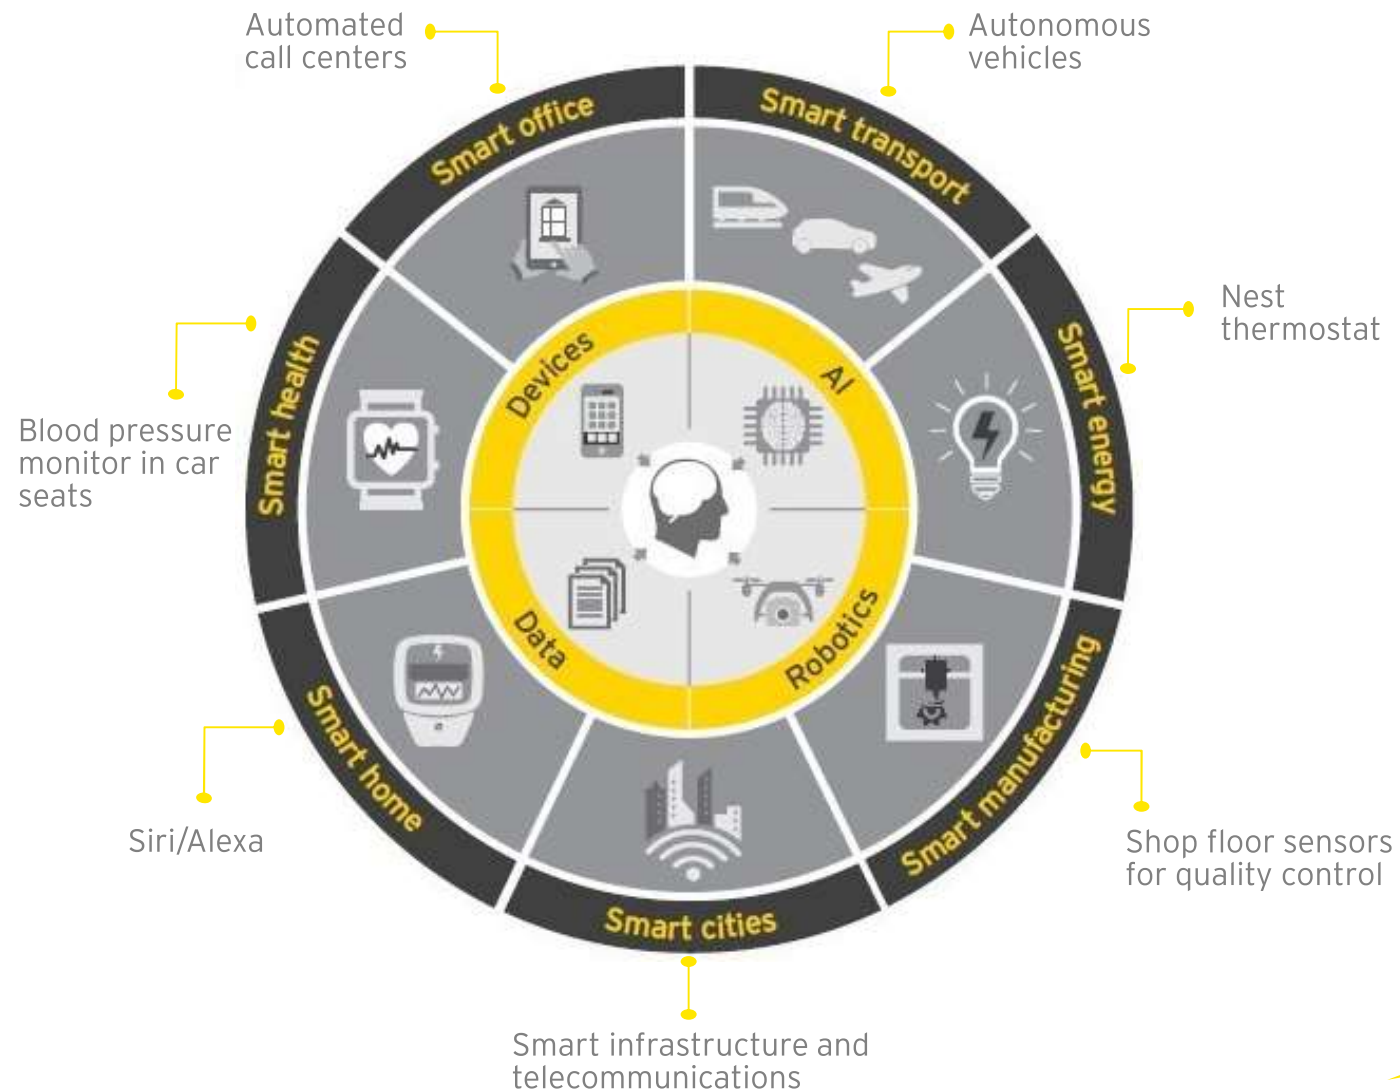 Automated
call centers
Autonomous
vehicles
Smart office
Smart transport
Nest
thermostat
Smart health
Smart energy
Devices
AI
Blood pressure
monitor in car
seats
Data
Robotics
Smart home
Smart manufacturing
Siri/Alexa
Shop floor sensors
for quality control
Smart cities
Smart infrastructure and
telecommunications